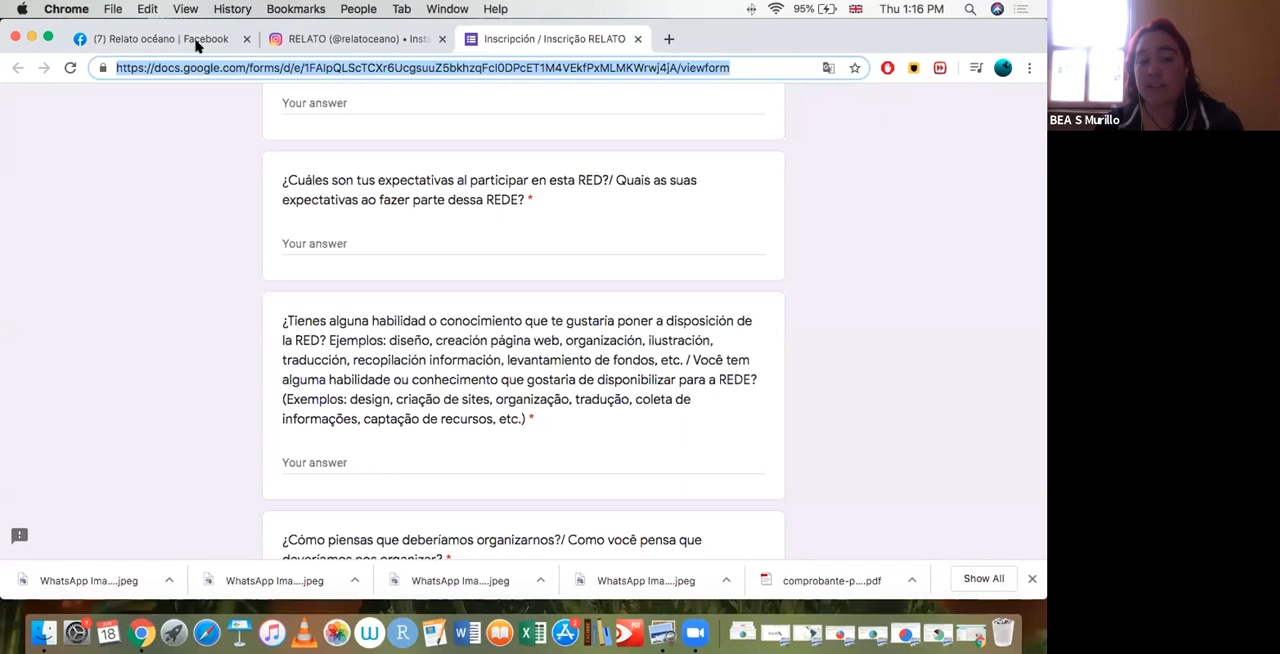 Chrome File Edit View History Bookmarks People Tab Window Help 95% Thu 1:16 PM
(7) Relato océano | Facebook
RELATO (@relatoceano) • Insta
Inscripción / Inscrição RELATO
https://docs.google.com/forms/d/e/1FAIpQLScTCXr6UcgsuuZ5bkhzqFcI0DPcET1M4VEkfPxMLMKWrwj4jA/viewform
BEA S Murillo
Your answer
¿Cuáles son tus expectativas al participar en esta RED?/ Quais as suas
expectativas ao fazer parte dessa REDE? *
Your answer
¿Tienes alguna habilidad o conocimiento que te gustaría poner a disposición de
la RED? Ejemplos: diseño, creación página web, organización, ilustración,
traducción, recopilación información, levantamiento de fondos, etc. / Você tem
alguma habilidade ou conhecimento que gostaria de disponibilizar para a REDE?
(Exemplos: design, criação de sites, organização, tradução, coleta de
informações, captação de recursos, etc.) *
Your answer
¿Cómo piensas que deberíamos organizarnos?/ Como você pensa que
deveríamos nos organizar? *
WhatsApp Ima....jpeg
WhatsApp Ima....jpeg
WhatsApp Ima....jpeg
WhatsApp Ima....jpeg
comprobante-p....pdf
Show All